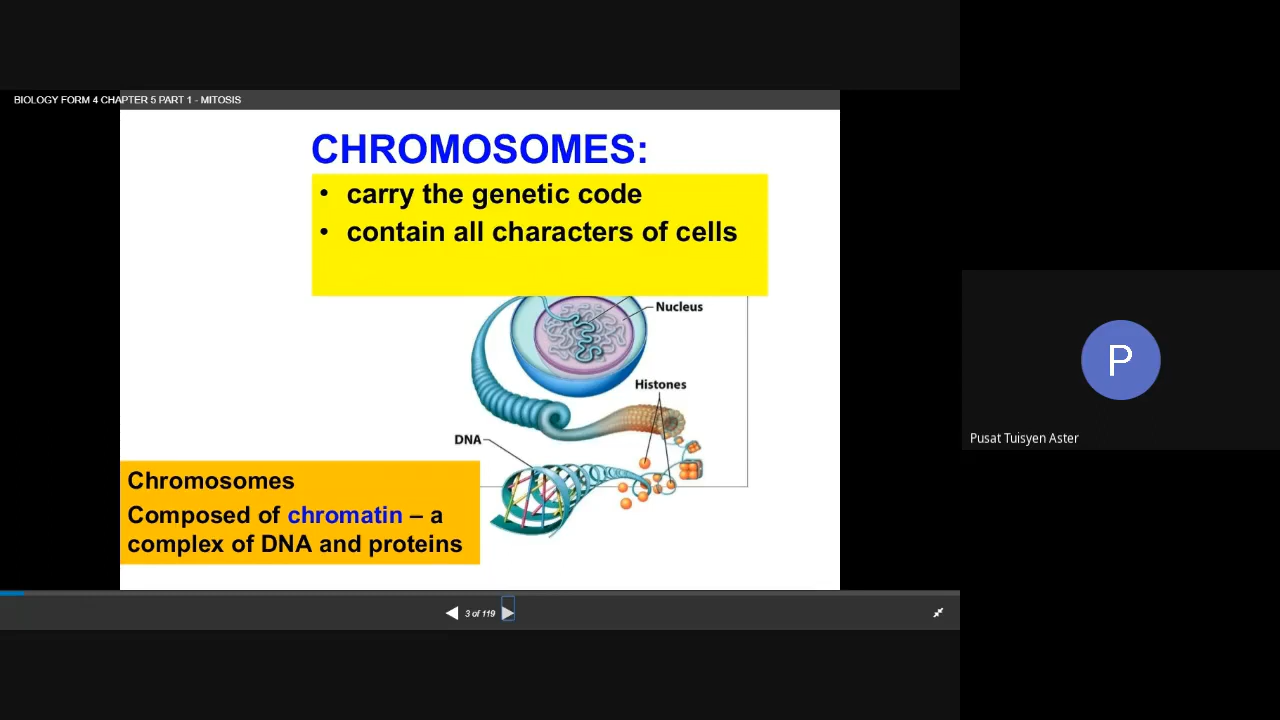 BIOLOGY FORM 4 CHAPTER 5 PART 1 - MITOSIS
CHROMOSOMES:
• carry the genetic code
• contain all characters of cells
Nucleus
Histones
DNA
Chromosomes
Composed of chromatin – a
complex of DNA and proteins
3 of 119
P
Pusat Tuisyen Aster